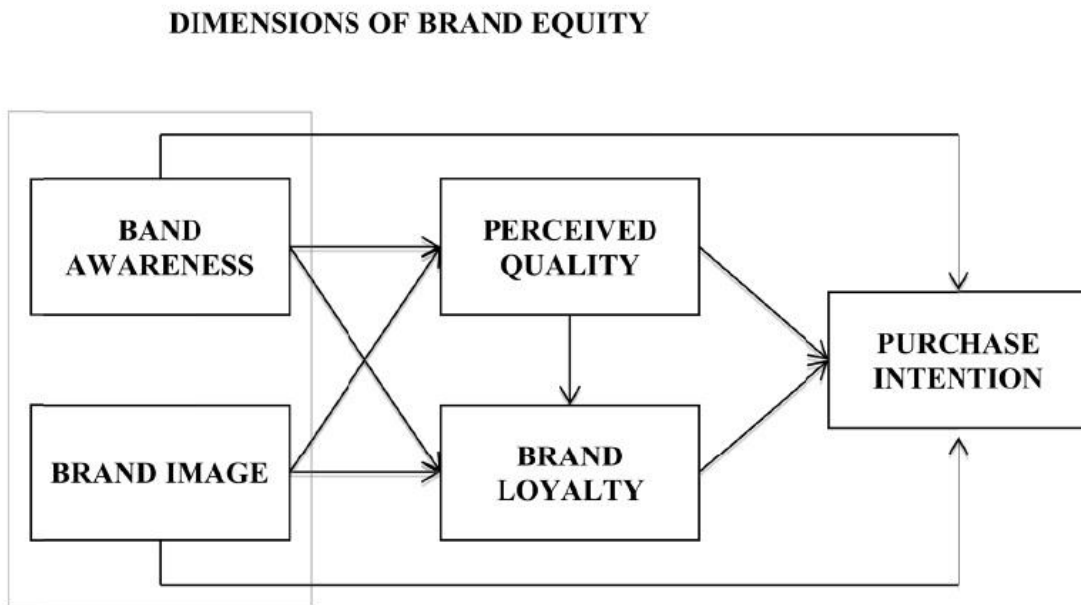 DIMENSIONS OF BRAND EQUITY
BAND
AWARENESS
PERCEIVED
QUALITY
PURCHASE
INTENTION
BRAND IMAGE
BRAND
LOYALTY